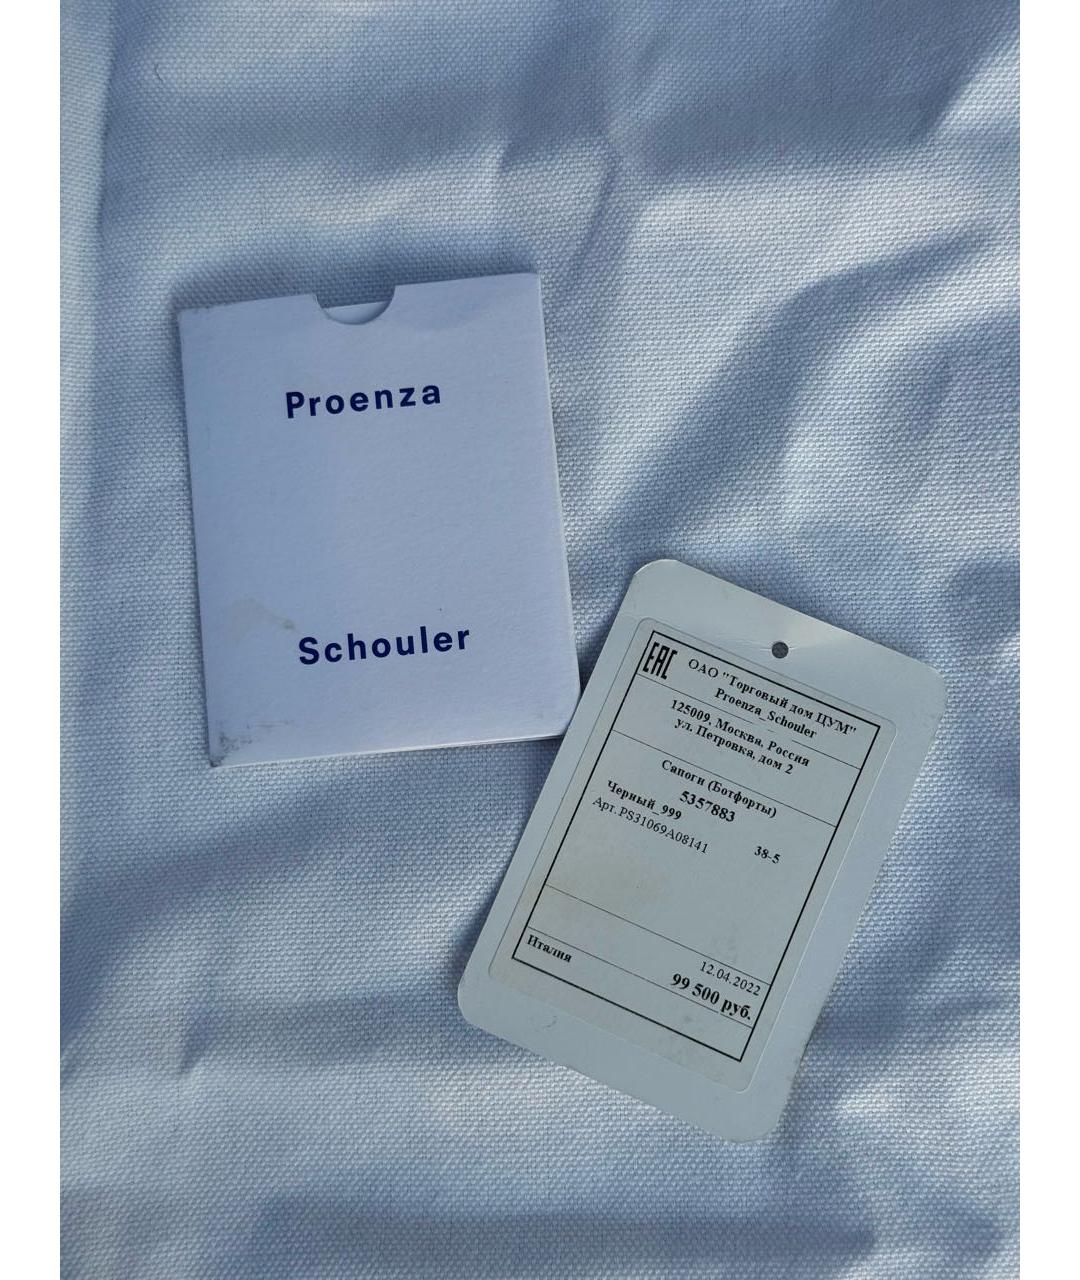 Proenza
Schouler
EAC
ОАО "Торговый дом ЦУМ"
Proenza_Schouler
125009, Москва, Россия
ул. Петровка, дом 2
Сапоги (Ботфорты)
5357883
Черный_999
Арт. PS31069A08141
38-5
12.04.2022
Италия
99 500 руб.